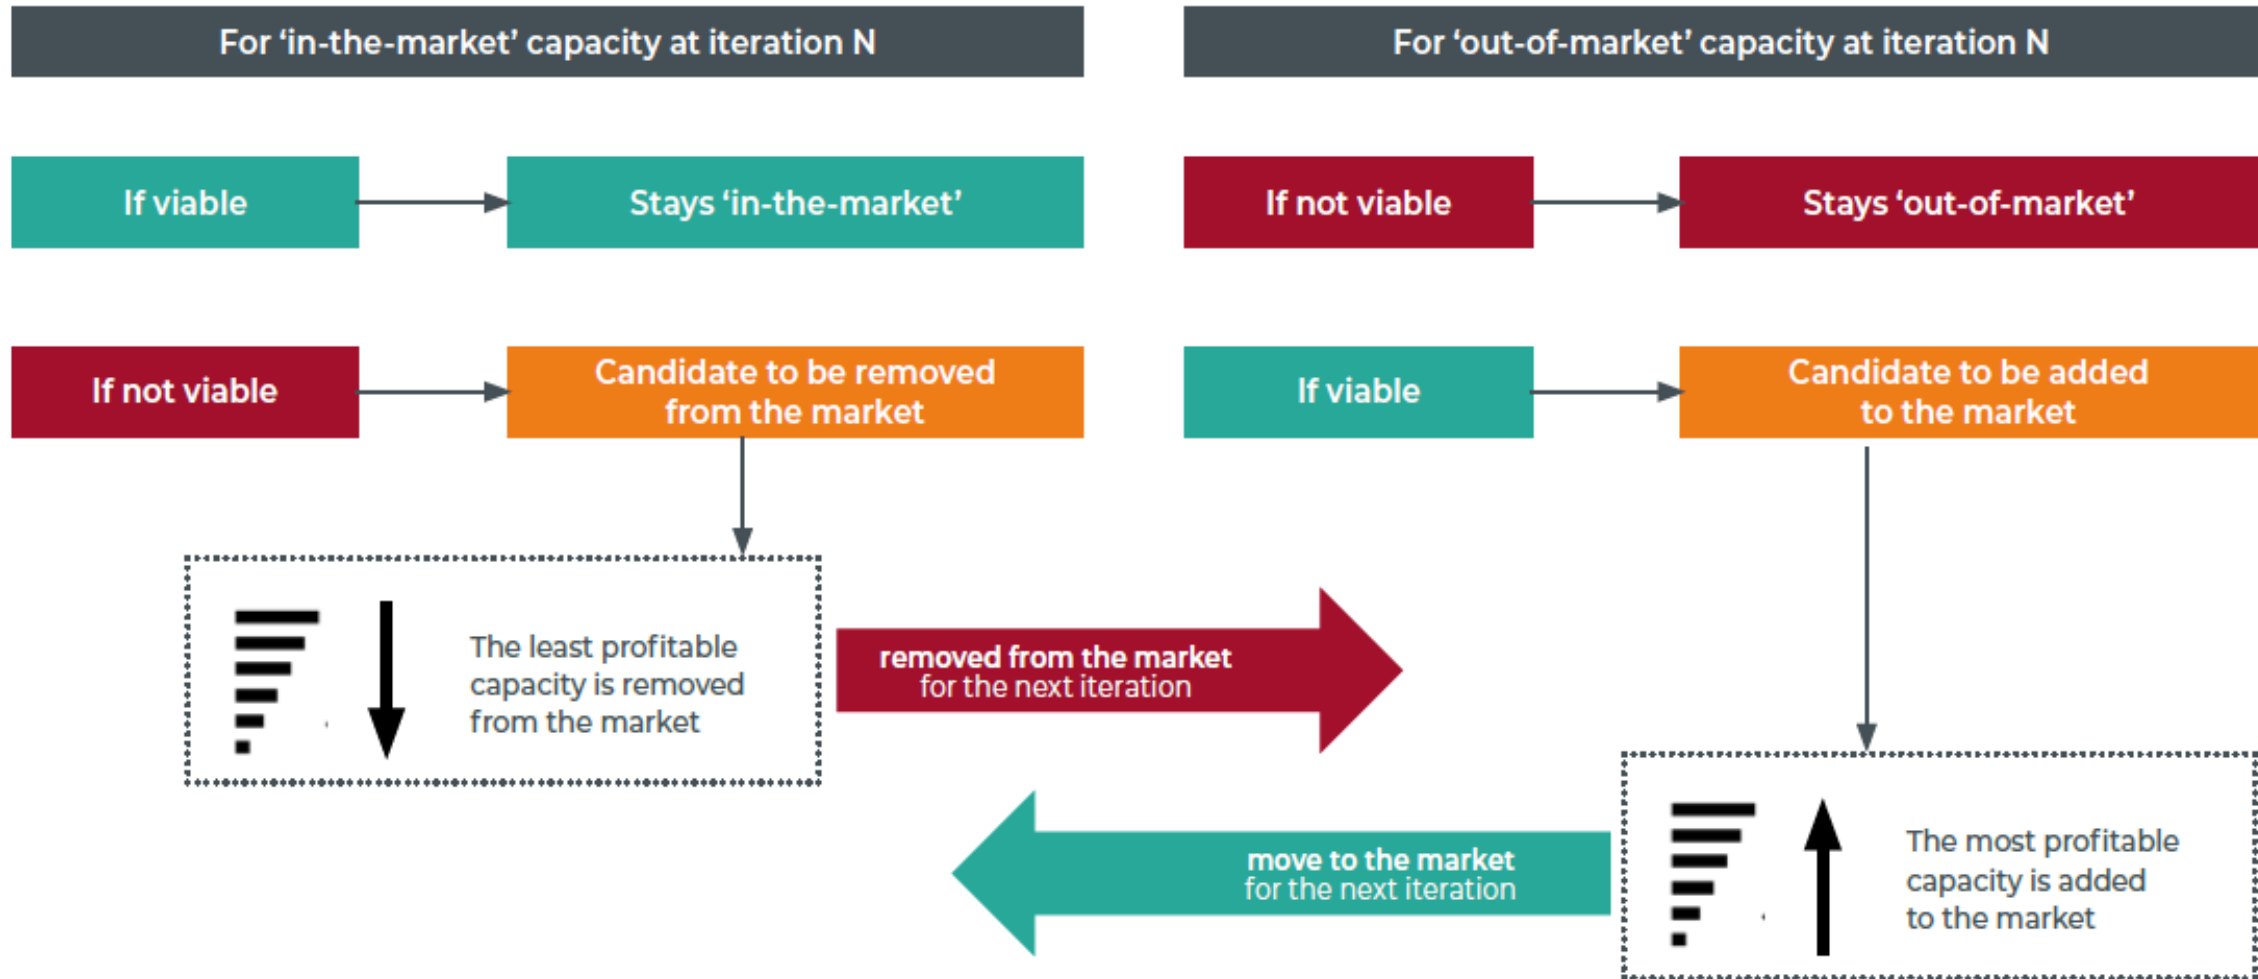 For ‘in-the-market’ capacity at iteration N
If viable
Stays ‘in-the-market’
If not viable
Candidate to be removed
from the market
The least profitable
capacity is removed
from the market
removed from the market
for the next iteration
For ‘out-of-market’ capacity at iteration N
If not viable
Stays ‘out-of-market’
If viable
Candidate to be added
to the market
The most profitable
capacity is added
to the market
move to the market
for the next iteration